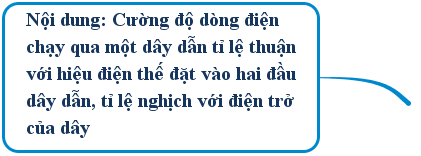 Nội dung: Cường độ dòng điện
chạy qua một dây dẫn tỉ lệ thuận
với hiệu điện thế đặt vào hai đầu
dây dẫn, tỉ lệ nghịch với điện trở
của dây